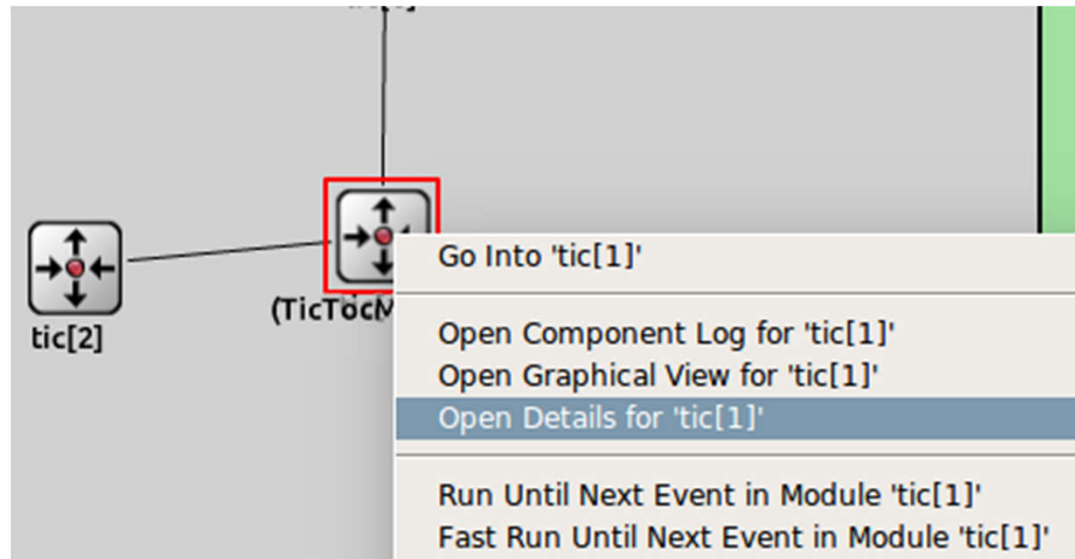 Go Into 'tic[1]'
tic[2]
(TicTocM
Open Component Log for 'tic[1]'
Open Graphical View for 'tic[1]'
Open Details for 'tic[1]'
Run Until Next Event in Module 'tic[1]'
Fast Run Until Next Event in Module 'tic[1]'